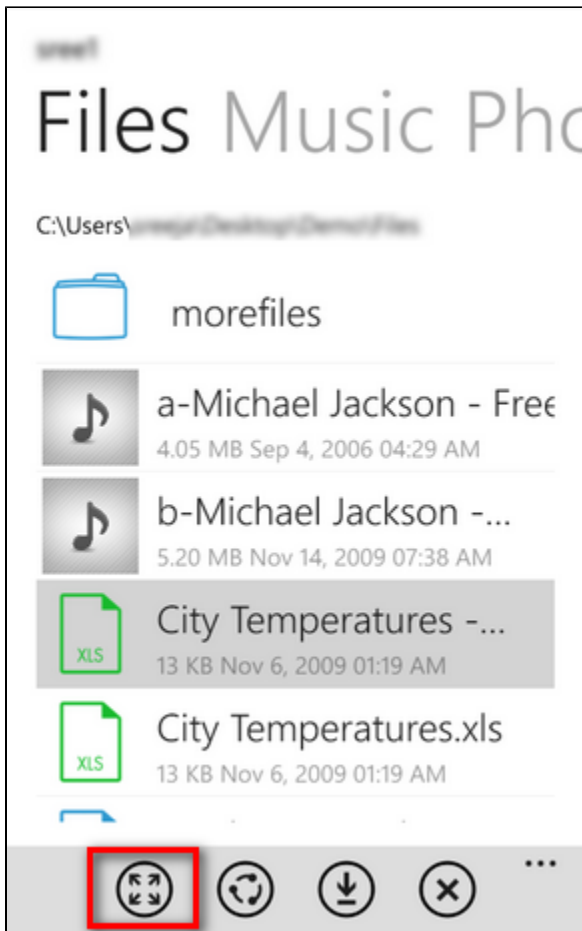 Files Music Pho
C:\Users\
morefiles
a-Michael Jackson - Free
4.05 MB Sep 4, 2006 04:29 AM
b-Michael Jackson -...
5.20 MB Nov 14, 2009 07:38 AM
City Temperatures -...
XLS
13 KB Nov 6, 2009 01:19 AM
City Temperatures.xls
XLS
13 KB Nov 6, 2009 01:19 AM
...